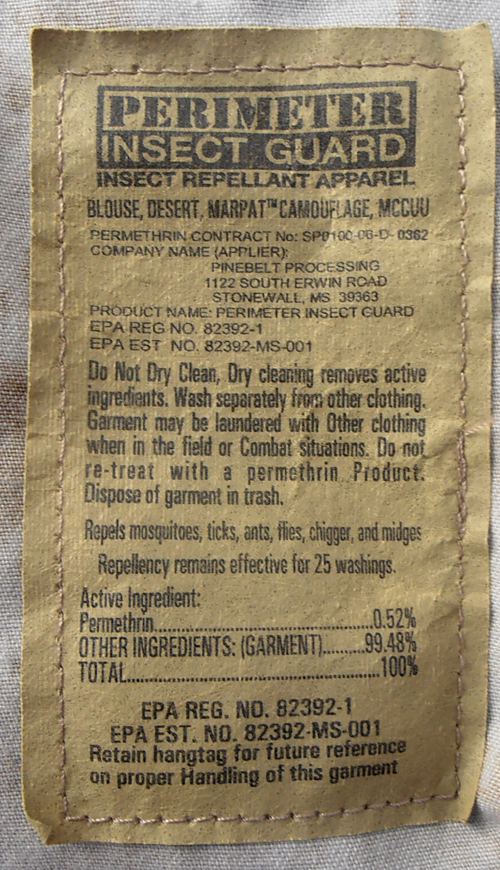 PERIMETER
INSECT GUARD
INSECT REPELLANT APPAREL
BLOUSE, DESERT, MARPAT™ CAMOUFLAGE, MCCUU
PERMETHRIN CONTRACT No: SP0100-06-D- 0362
COMPANY NAME (APPLIER):
PINEBELT PROCESSING
1122 SOUTH ERWIN ROAD
STONEWALL, MS 39363
PRODUCT NAME: PERIMETER INSECT GUARD
EPA REG NO. 82392-1
EPA EST NO. 82392-MS-001
Do Not Dry Clean, Dry cleaning removes active
ingredients. Wash separately from other clothing.
Garment may be laundered with Other clothing
when in the field or Combat situations. Do not
re-treat with a permethrin Product.
Dispose of garment in trash.
Repels mosquitoes, ticks, ants, flies, chigger, and midges
Repellency remains effective for 25 washings.
Active Ingredient:
Permethrin..........................................0.52%
OTHER INGREDIENTS: (GARMENT).........99.48%
TOTAL................................................100%
EPA REG. NO. 82392-1
EPA EST. NO. 82392-MS-001
Retain hangtag for future reference
on proper Handling of this garment